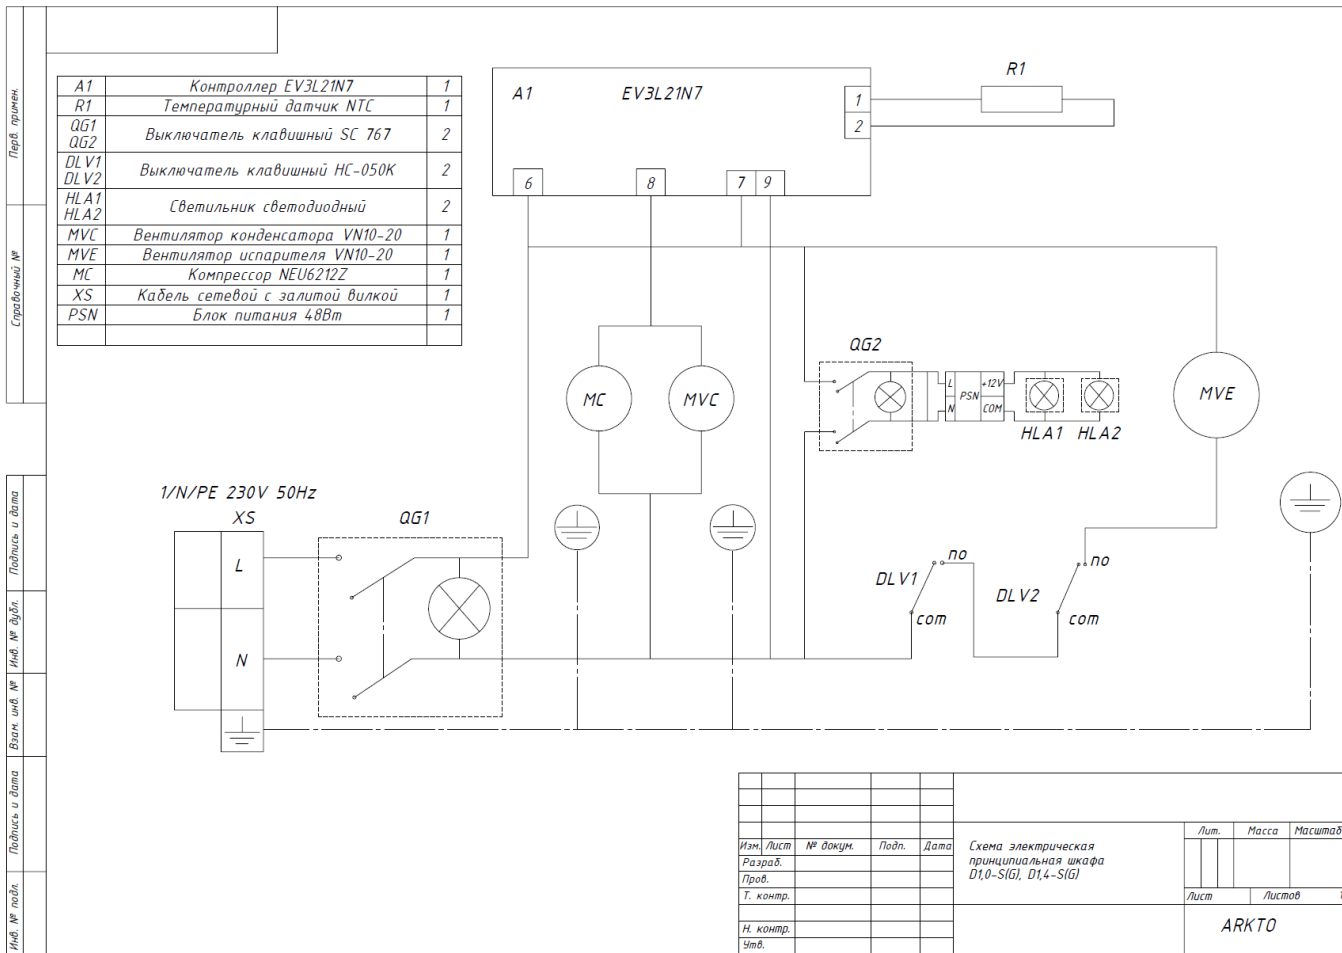 Перв. примен.
Справочный №
Подпись и дата
Инв. № дубл.
Взам. инв. №
Подпись и дата
Инв. № подл.
A1 Контроллер EV3L21N7 1
R1 Температурный датчик NTC 1
QG1
QG2 Выключатель клавишный SC 767 2
DLV1
DLV2 Выключатель клавишный НС-050К 2
HLA1
HLA2 Светильник светодиодный 2
MVC Вентилятор конденсатора VN10-20 1
MVE Вентилятор испарителя VN10-20 1
MC Компрессор NEU6212Z 1
XS Кабель сетевой с залитой вилкой 1
PSN Блок питания 48Вт 1
A1 EV3L21N7
1
2
6 8 7 9
R1
QG2
L
N
PSN
+12V
COM
HLA1 HLA2
MC MVC MVE
1/N/PE 230V 50Hz
XS QG1
L
N
DLV1 no
com
DLV2 no
com
Изм. Лист № докум. Подп. Дата
Разраб.
Пров.
Т. контр.
Н. контр.
Утв.
Схема электрическая
принципиальная шкафа
D1,0-S(G), D1,4-S(G)
Лит. Масса Масштаб
Лист Листов 1
ARKTO